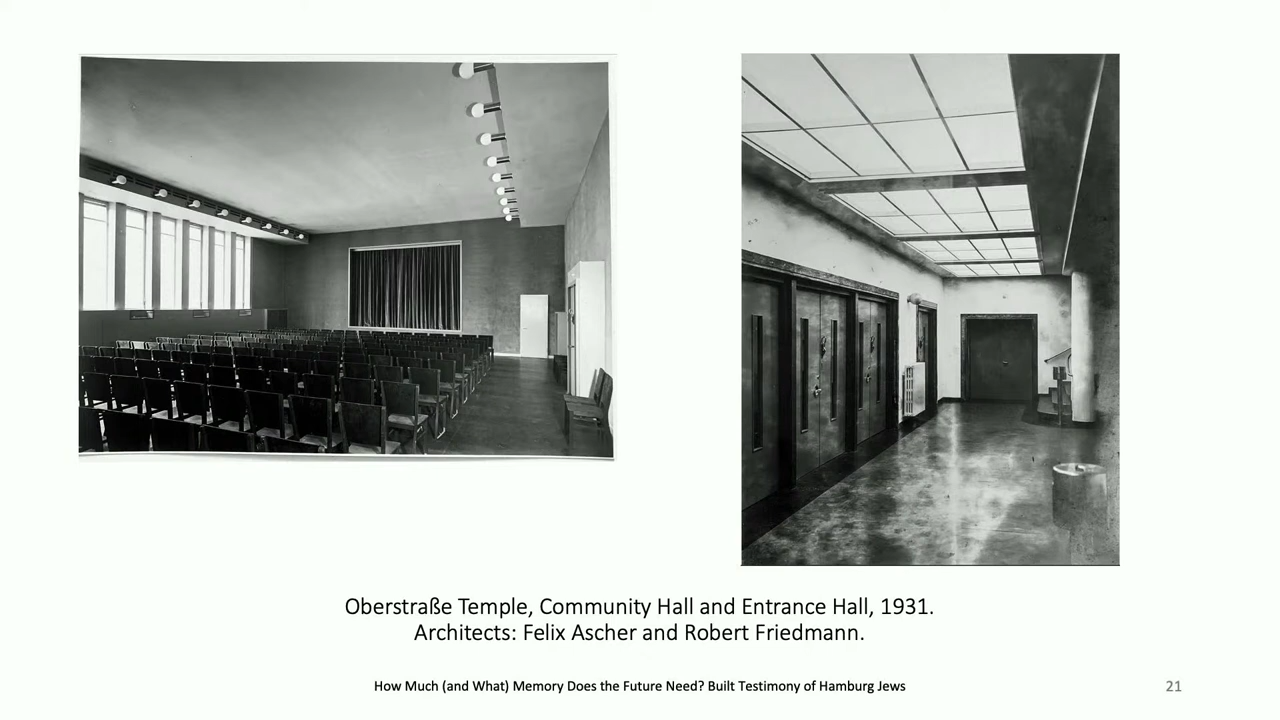 Oberstraße Temple, Community Hall and Entrance Hall, 1931.
Architects: Felix Ascher and Robert Friedmann.
How Much (and What) Memory Does the Future Need? Built Testimony of Hamburg Jews
21